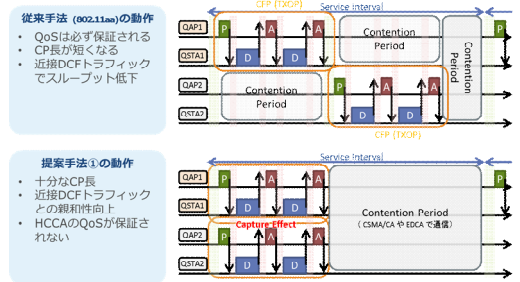 従来手法 (802.11aa)の動作
• QoSは必ず保証される
• CP長が短くなる
• 近接DCFトラフィック
でスループット低下
CFP (TXOP)
Service Interval
QAP1
QSTA1
QAP2
QSTA2
P
A
A
D
D
Contention
Period
Contention
Period
Contention
Period
P
A
A
D
D
P
CFP (TXOP)
提案手法①の動作
• 十分なCP長
• 近接DCFトラフィック
との親和性向上
• HCCAのQoSが保証さ
れない
Service Interval
QAP1
QSTA1
QAP2
QSTA2
P
A
A
D
D
Capture Effect
P
A
A
D
D
Contention Period
( CSMA/CA や EDCA で通信)
P